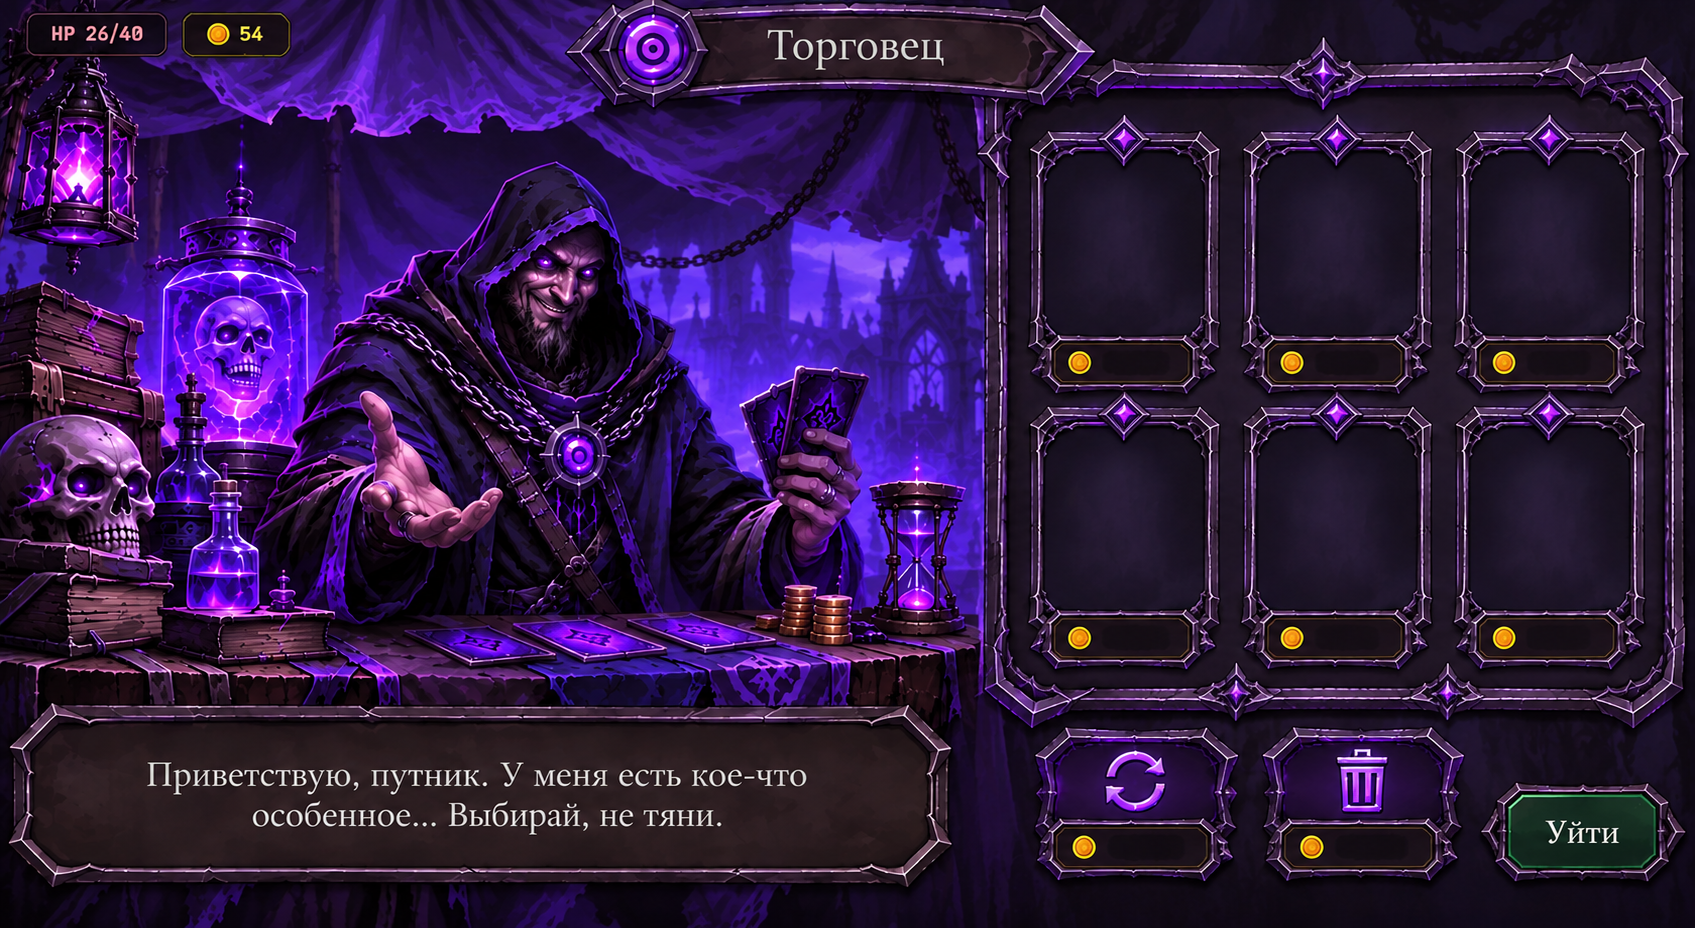 HP 26/40
54
Торговец
Приветствую, путник. У меня есть кое-что
особенное... Выбирай, не тяни.
Уйти